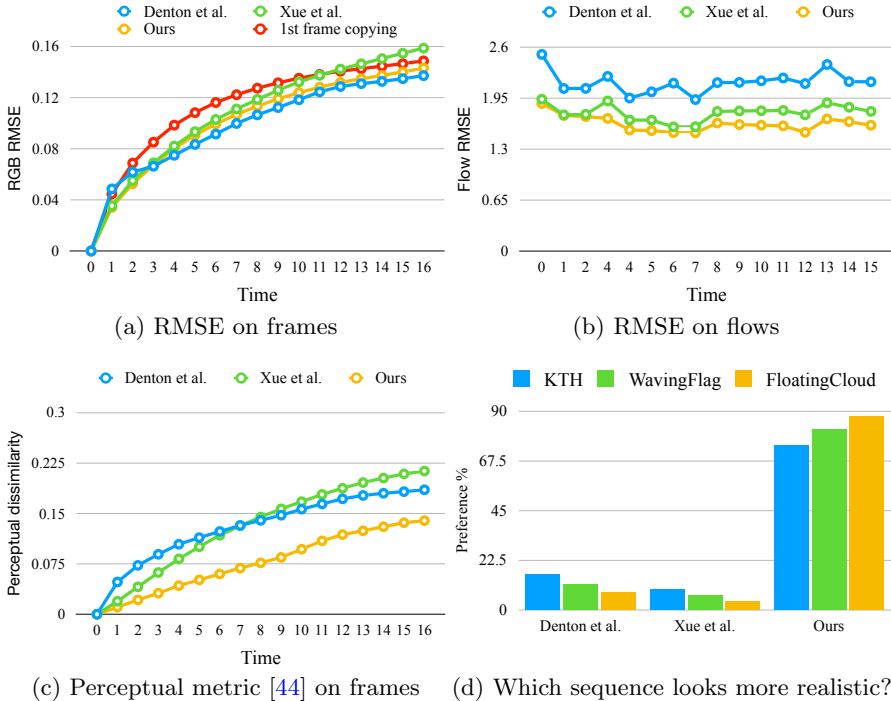 Denton et al. Xue et al.
Ours 1st frame copying
0.16
0.12
0.08
0.04
0
RGB RMSE
0 1 2 3 4 5 6 7 8 9 10 11 12 13 14 15 16
Time
(a) RMSE on frames
Denton et al. Xue et al. Ours
2.6
1.95
1.3
0.65
0
Flow RMSE
0 1 2 3 4 5 6 7 8 9 10 11 12 13 14 15
Time
(b) RMSE on flows
Denton et al. Xue et al. Ours
0.3
0.225
0.15
0.075
0
Perceptual dissimilarity
0 1 2 3 4 5 6 7 8 9 10 11 12 13 14 15 16
Time
(c) Perceptual metric [44] on frames
KTH WavingFlag FloatingCloud
90
67.5
45
22.5
0
Preference %
Denton et al. Xue et al. Ours
(d) Which sequence looks more realistic?